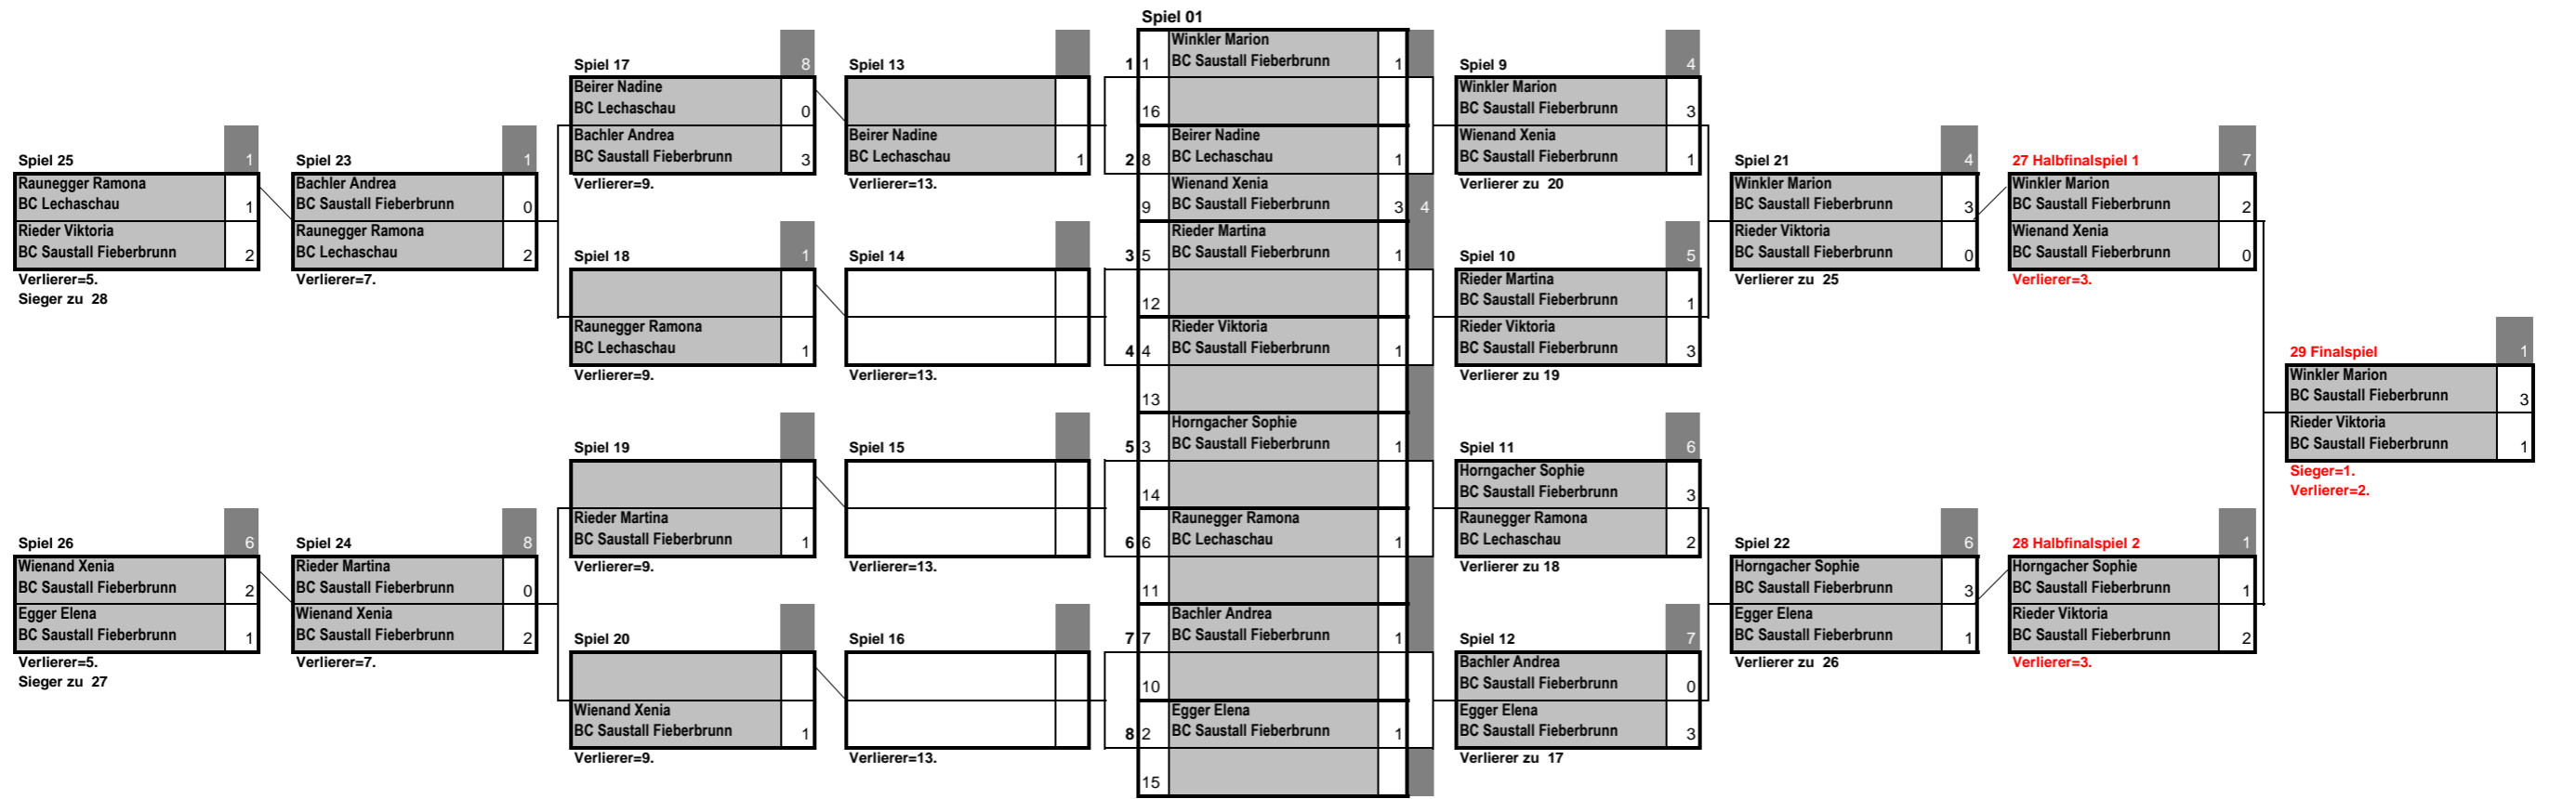 Spiel 25 1
Raunegger Ramona
BC Lechaschau 1
Rieder Viktoria
BC Saustall Fieberbrunn 2
Verlierer=5.
Sieger zu 28
Spiel 26 6
Wienand Xenia
BC Saustall Fieberbrunn 2
Egger Elena
BC Saustall Fieberbrunn 1
Verlierer=5.
Sieger zu 27
Spiel 23 1
Bachler Andrea
BC Saustall Fieberbrunn 0
Raunegger Ramona
BC Lechaschau 2
Verlierer=7.
Spiel 24 8
Rieder Martina
BC Saustall Fieberbrunn 0
Wienand Xenia
BC Saustall Fieberbrunn 2
Verlierer=7.
Spiel 17 8
Beirer Nadine
BC Lechaschau 0
Bachler Andrea
BC Saustall Fieberbrunn 3
Verlierer=9.
Spiel 18 1
Raunegger Ramona
BC Lechaschau 1
Verlierer=9.
Spiel 19
Rieder Martina
BC Saustall Fieberbrunn 1
Verlierer=9.
Spiel 20
Wienand Xenia
BC Saustall Fieberbrunn 1
Verlierer=9.
Spiel 13
Beirer Nadine
BC Lechaschau 1
Verlierer=13.
Spiel 14
Verlierer=13.
Spiel 15
Verlierer=13.
Spiel 16
Verlierer=13.
Spiel 01
Winkler Marion
1 1 BC Saustall Fieberbrunn 1
16
Beirer Nadine
2 8 BC Lechaschau 1
Wienand Xenia
9 BC Saustall Fieberbrunn 3 4
Rieder Martina
3 5 BC Saustall Fieberbrunn 1
12
Rieder Viktoria
4 4 BC Saustall Fieberbrunn 1
13
Horngacher Sophie
5 3 BC Saustall Fieberbrunn 1
14
Raunegger Ramona
6 6 BC Lechaschau 1
11
Bachler Andrea
7 7 BC Saustall Fieberbrunn 1
10
Egger Elena
8 2 BC Saustall Fieberbrunn 1
15
Spiel 9 4
Winkler Marion
BC Saustall Fieberbrunn 3
Wienand Xenia
BC Saustall Fieberbrunn 1
Verlierer zu 20
Spiel 10 5
Rieder Martina
BC Saustall Fieberbrunn 1
Rieder Viktoria
BC Saustall Fieberbrunn 3
Verlierer zu 19
Spiel 11 6
Horngacher Sophie
BC Saustall Fieberbrunn 3
Raunegger Ramona
BC Lechaschau 2
Verlierer zu 18
Spiel 12 7
Bachler Andrea
BC Saustall Fieberbrunn 0
Egger Elena
BC Saustall Fieberbrunn 3
Verlierer zu 17
Spiel 21 4
Winkler Marion
BC Saustall Fieberbrunn 3
Rieder Viktoria
BC Saustall Fieberbrunn 0
Verlierer zu 25
Spiel 22 6
Horngacher Sophie
BC Saustall Fieberbrunn 3
Egger Elena
BC Saustall Fieberbrunn 1
Verlierer zu 26
27 Halbfinalspiel 1 7
Winkler Marion
BC Saustall Fieberbrunn 2
Wienand Xenia
BC Saustall Fieberbrunn 0
Verlierer=3.
28 Halbfinalspiel 2 1
Horngacher Sophie
BC Saustall Fieberbrunn 1
Rieder Viktoria
BC Saustall Fieberbrunn 2
Verlierer=3.
29 Finalspiel 1
Winkler Marion
BC Saustall Fieberbrunn 3
Rieder Viktoria
BC Saustall Fieberbrunn 1
Sieger=1.
Verlierer=2.